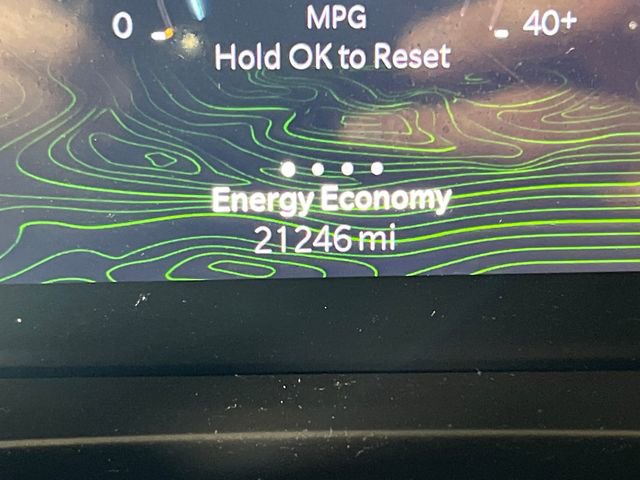 MPG
0 40+
Hold OK to Reset
Energy Economy
21246 mi